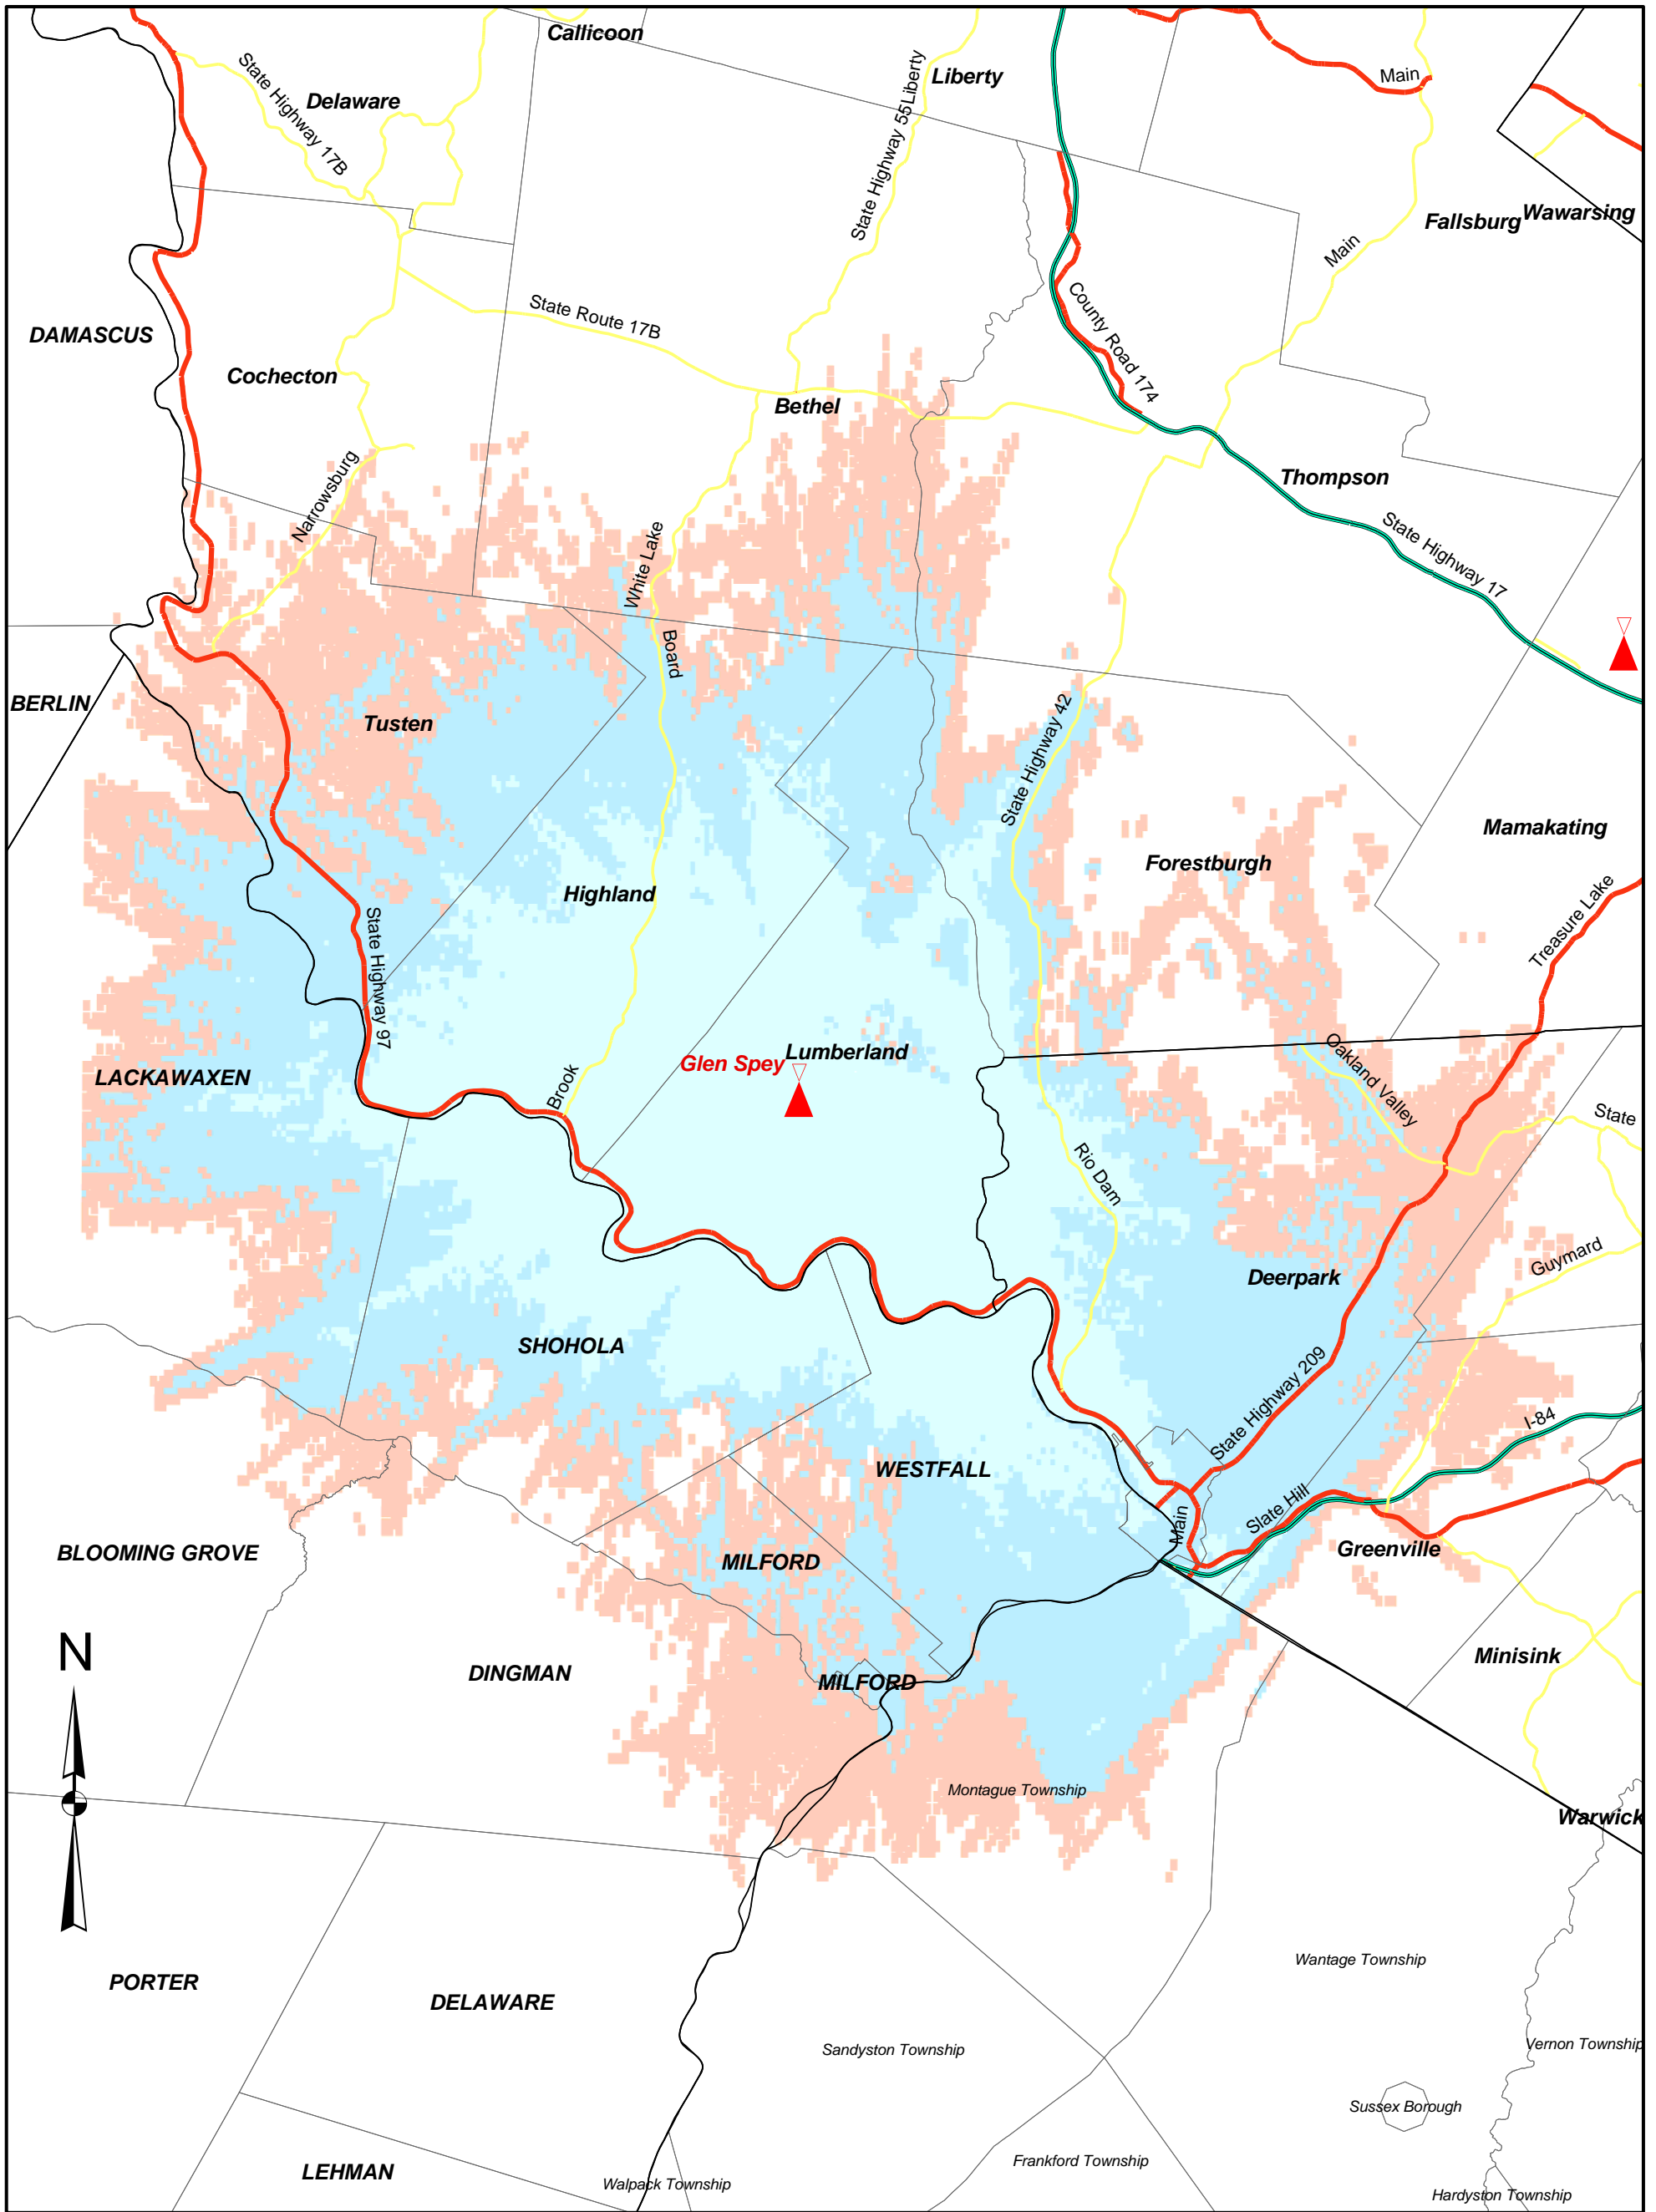 Callicoon
Liberty
Main
State Highway 17B
Delaware
State Highway 55Liberty
Fallsburg
Wawarsing
Main
DAMASCUS
State Route 17B
County Road 174
Cochecton
Bethel
Thompson
Narrowsburg
State Highway 17
White Lake
Board
BERLIN
Tusten
State Highway 42
Mamakating
Forestburgh
Highland
Treasure Lake
State Highway 97
Glen Spey
Lumberland
LACKAWAXEN
Brook
Oakland Valley
State
Rio Dam
Guymard
Deerpark
SHOHOLA
State Highway 209
I-84
WESTFALL
Slate Hill
Main
BLOOMING GROVE
MILFORD
Greenville
N
DINGMAN
MILFORD
Minisink
Montague Township
Warwick
Wantage Township
PORTER
DELAWARE
Sandyston Township
Vernon Township
Sussex Borough
Frankford Township
LEHMAN
Walpack Township
Hardyston Township